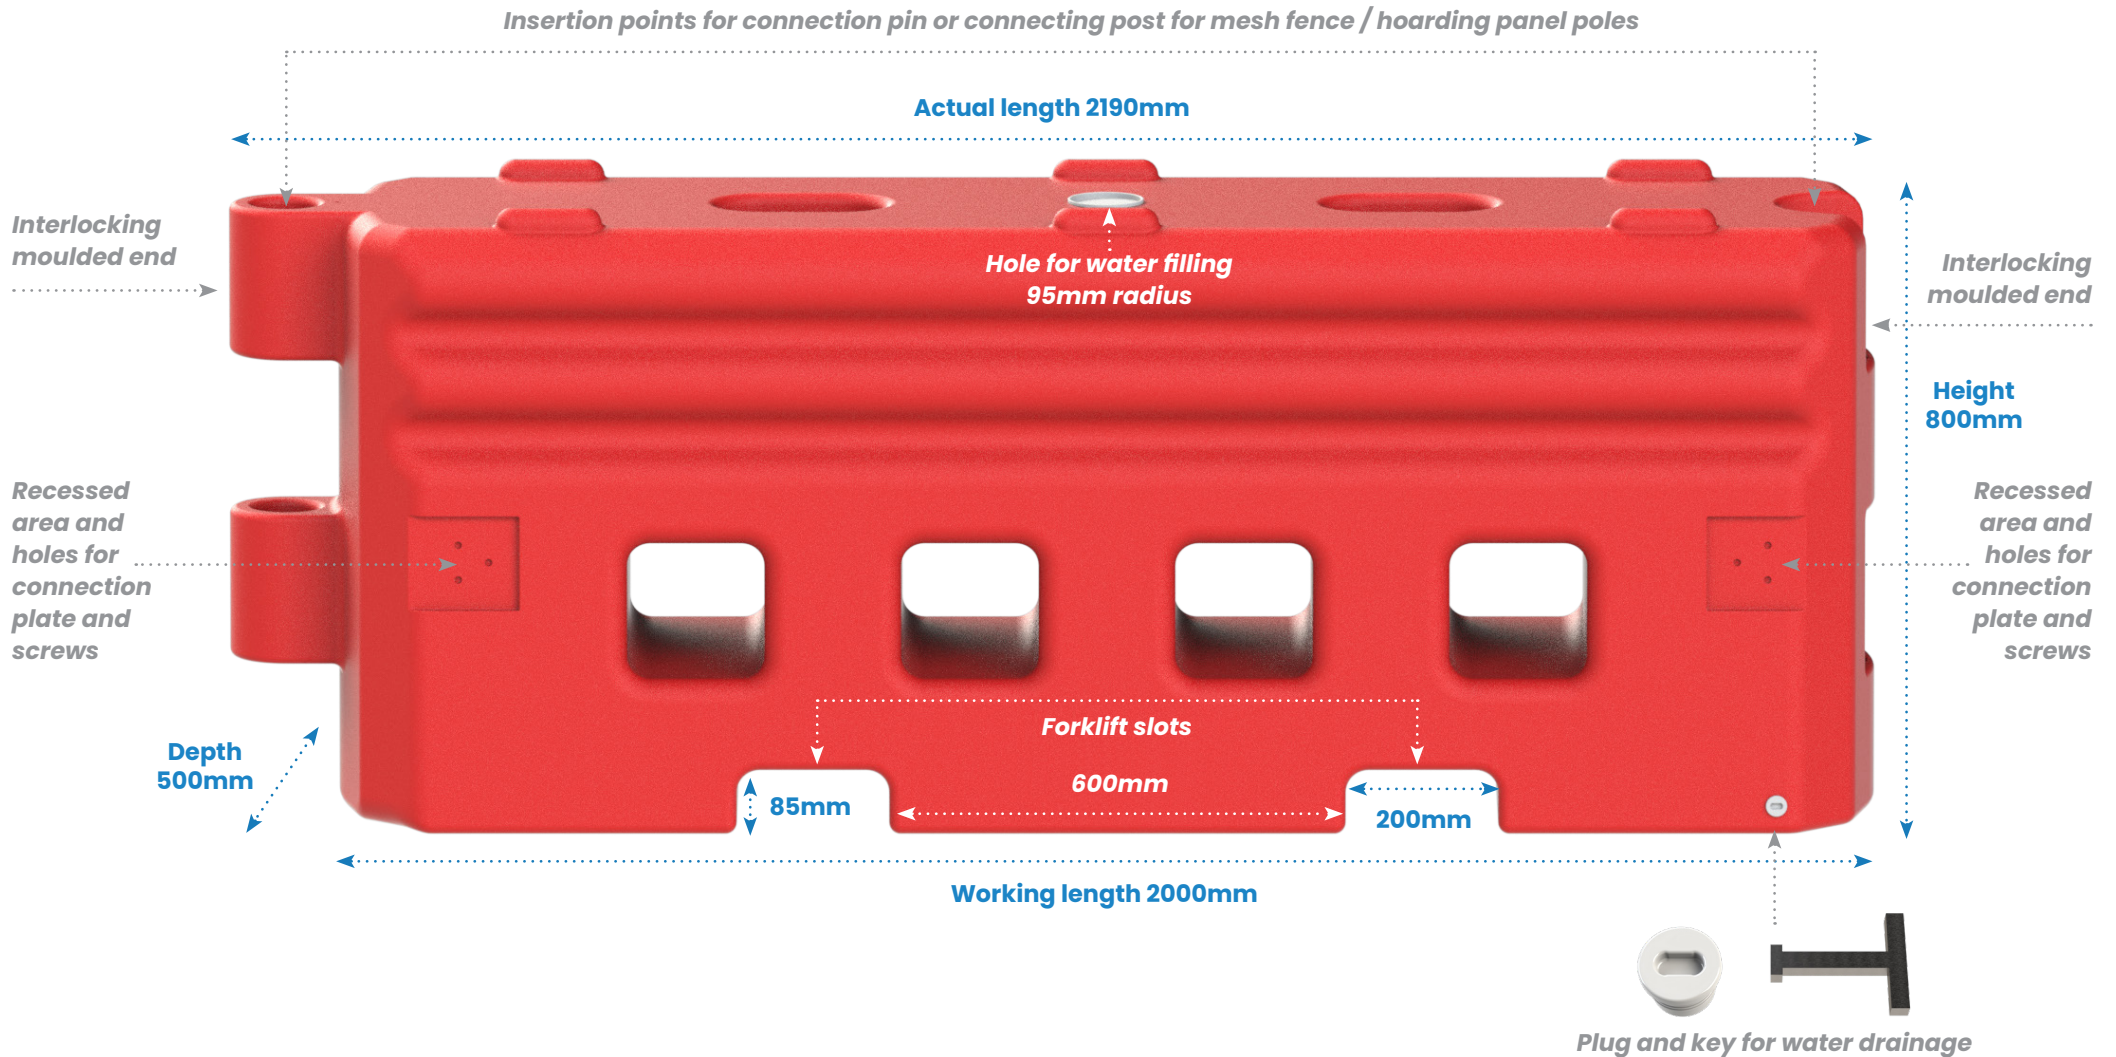 Insertion points for connection pin or connecting post for mesh fence / hoarding panel poles
Actual length 2190mm
Interlocking
moulded end
Hole for water filling
95mm radius
Interlocking
moulded end
Height
800mm
Recessed
area and
holes for
connection
plate and
screws
Recessed
area and
holes for
connection
plate and
screws
Forklift slots
Depth
500mm
600mm
85mm
200mm
Working length 2000mm
Plug and key for water drainage